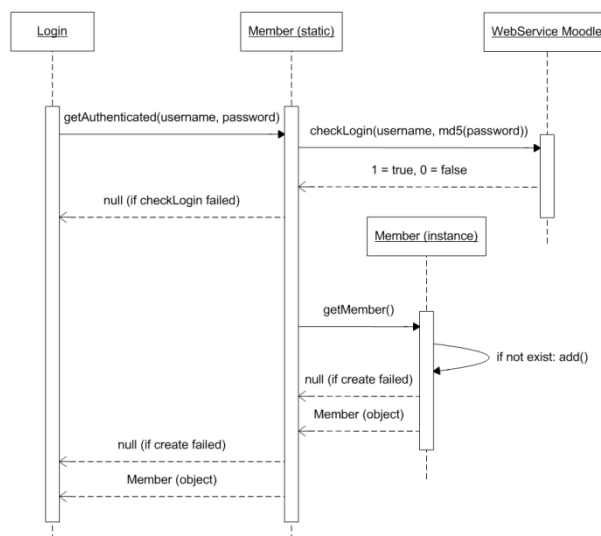 Login
Member (static)
WebService Moodle
getAuthenticated(username, password)
checkLogin(username, md5(password))
1 = true, 0 = false
null (if checkLogin failed)
Member (instance)
getMember()
if not exist: add()
null (if create failed)
Member (object)
null (if create failed)
Member (object)